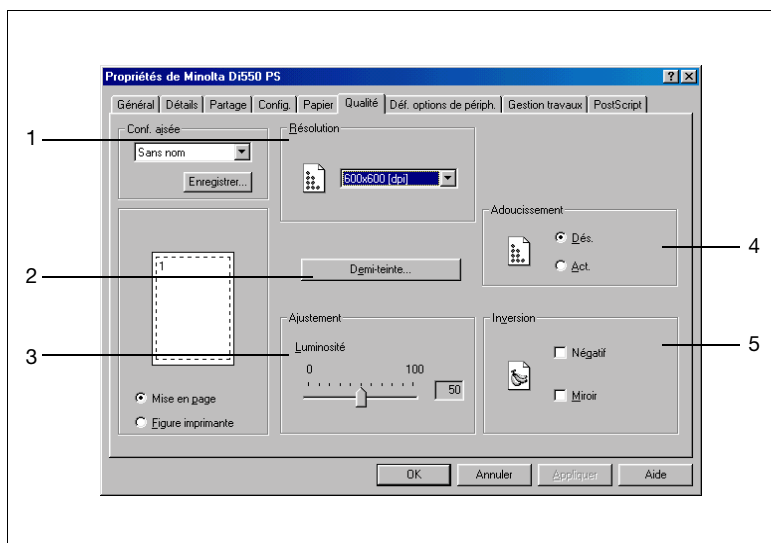 Propriétés de Minolta Di550 PS
Général Détails Partage Config. Papier Qualité Déf. options de périph. Gestion travaux PostScript
1
Conf. aisée
Sans nom
Enregistrer...
Résolution
600x600 [dpi]
Adoucissement
Dés.
Act.
4
2
Demi-teinte...
1
3
Ajustement
Luminosité
0 100
50
Inversion
Négatif
Miroir
5
Mise en page
Figure imprimante
OK Annuler Appliquer Aide